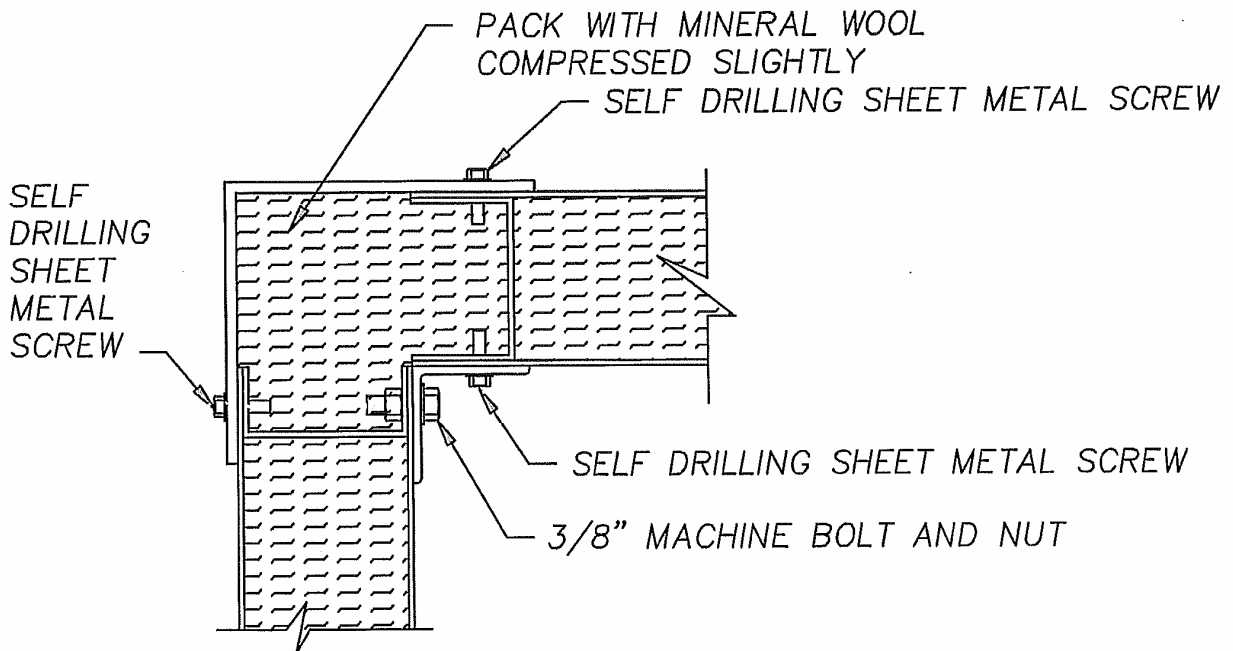 PACK WITH MINERAL WOOL
COMPRESSED SLIGHTLY
SELF DRILLING SHEET METAL SCREW
SELF
DRILLING
SHEET
METAL
SCREW
SELF DRILLING SHEET METAL SCREW
3/8" MACHINE BOLT AND NUT